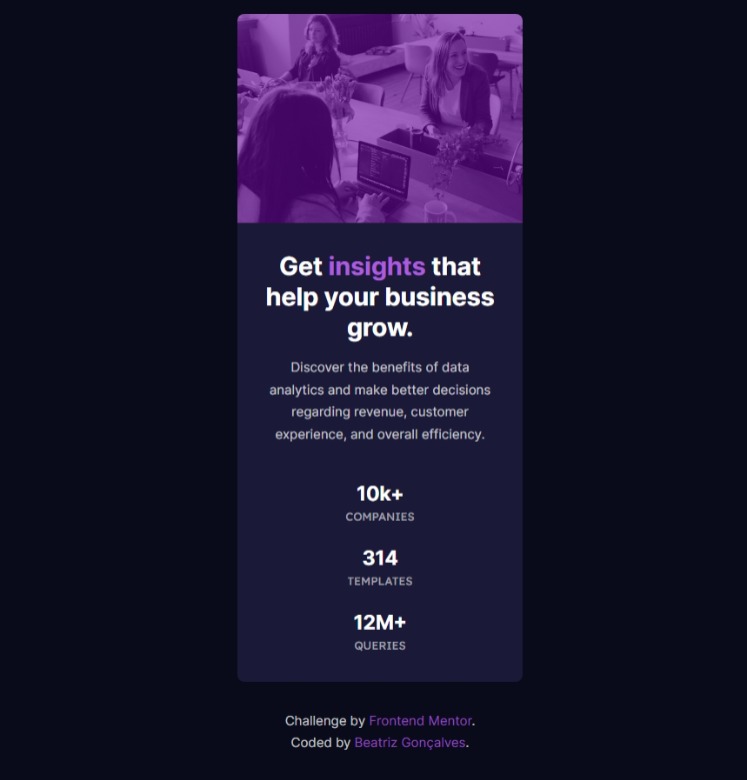 Get insights that
help your business
grow.
Discover the benefits of data
analytics and make better decisions
regarding revenue, customer
experience, and overall efficiency.
10k+
COMPANIES
314
TEMPLATES
12M+
QUERIES
Challenge by Frontend Mentor.
Coded by Beatriz Gonçalves.